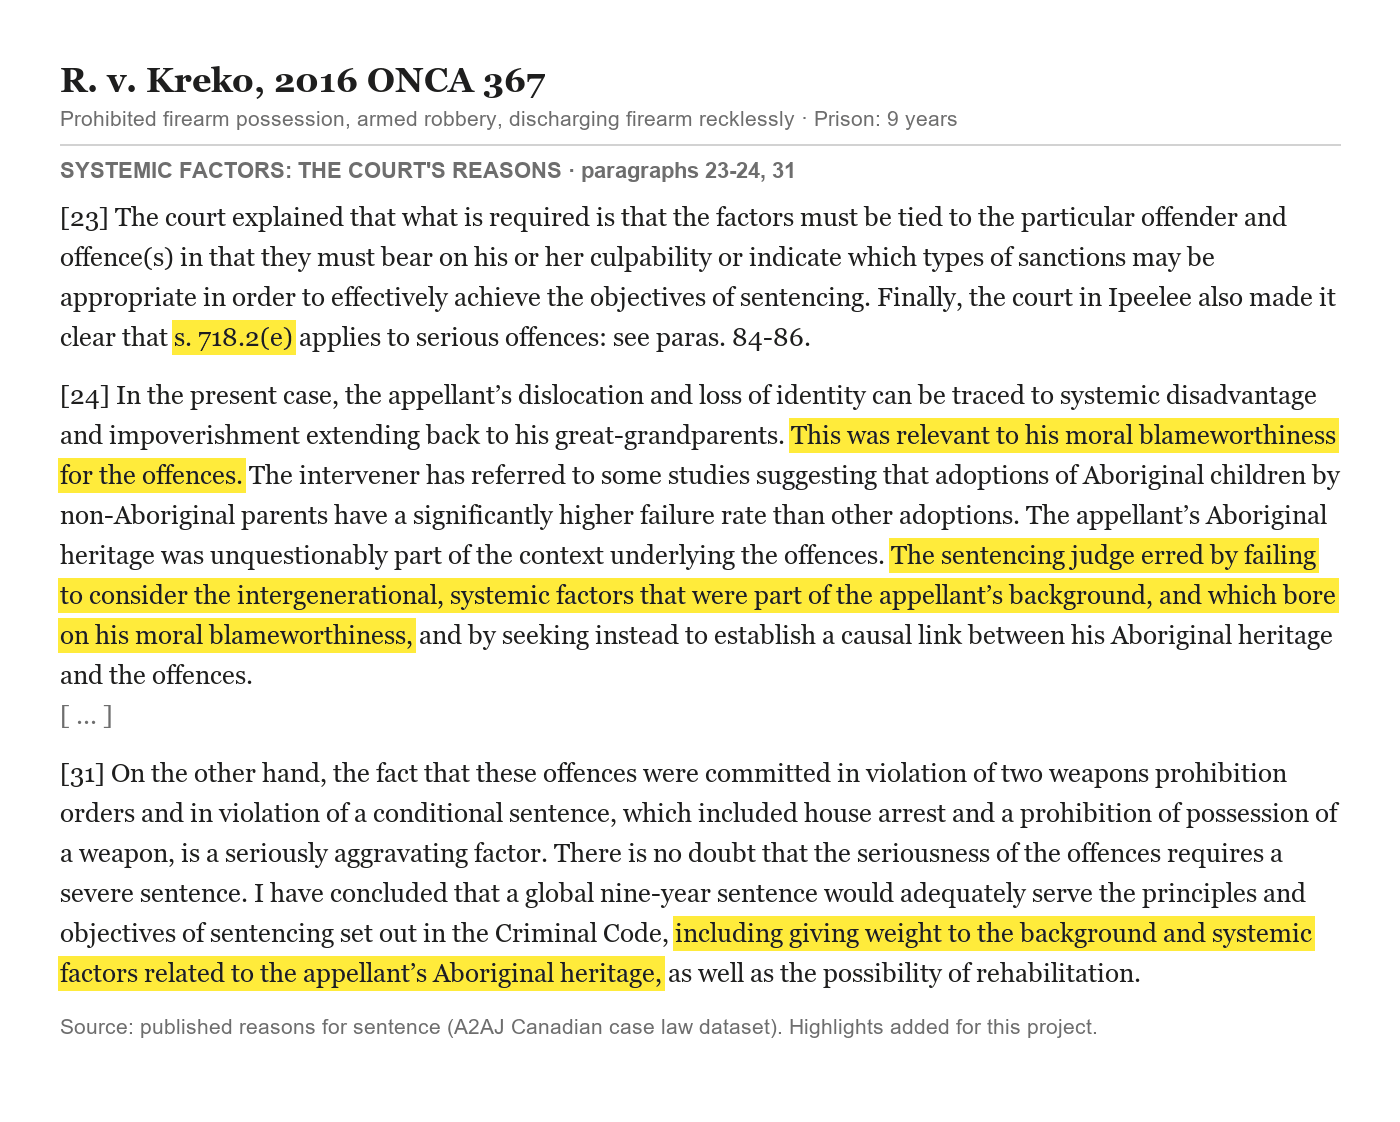 R. v. Kreko, 2016 ONCA 367
Prohibited firearm possession, armed robbery, discharging firearm recklessly · Prison: 9 years
SYSTEMIC FACTORS: THE COURT'S REASONS · paragraphs 23-24, 31
[23] The court explained that what is required is that the factors must be tied to the particular offender and
offence(s) in that they must bear on his or her culpability or indicate which types of sanctions may be
appropriate in order to effectively achieve the objectives of sentencing. Finally, the court in Ipeelee also made it
clear that s. 718.2(e) applies to serious offences: see paras. 84-86.
[24] In the present case, the appellant’s dislocation and loss of identity can be traced to systemic disadvantage
and impoverishment extending back to his great-grandparents. This was relevant to his moral blameworthiness
for the offences. The intervener has referred to some studies suggesting that adoptions of Aboriginal children by
non-Aboriginal parents have a significantly higher failure rate than other adoptions. The appellant’s Aboriginal
heritage was unquestionably part of the context underlying the offences. The sentencing judge erred by failing
to consider the intergenerational, systemic factors that were part of the appellant’s background, and which bore
on his moral blameworthiness, and by seeking instead to establish a causal link between his Aboriginal heritage
and the offences.
[ ... ]
[31] On the other hand, the fact that these offences were committed in violation of two weapons prohibition
orders and in violation of a conditional sentence, which included house arrest and a prohibition of possession of
a weapon, is a seriously aggravating factor. There is no doubt that the seriousness of the offences requires a
severe sentence. I have concluded that a global nine-year sentence would adequately serve the principles and
objectives of sentencing set out in the Criminal Code, including giving weight to the background and systemic
factors related to the appellant’s Aboriginal heritage, as well as the possibility of rehabilitation.
Source: published reasons for sentence (A2AJ Canadian case law dataset). Highlights added for this project.